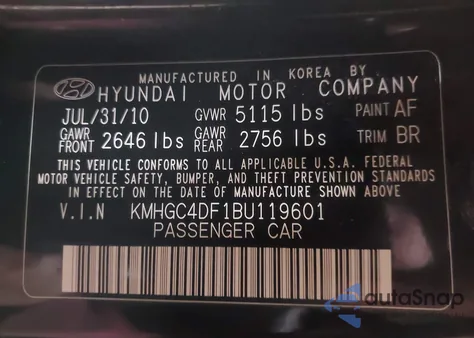 MANUFACTURED IN KOREA BY
HYUNDAI MOTOR COMPANY
JUL/31/10 GVWR 5115 lbs PAINT AF
GAWR FRONT 2646 lbs GAWR REAR 2756 lbs TRIM BR
THIS VEHICLE CONFORMS TO ALL APPLICABLE U.S.A. FEDERAL
MOTOR VEHICLE SAFETY, BUMPER, AND THEFT PREVENTION STANDARDS
IN EFFECT ON THE DATE OF MANUFACTURE SHOWN ABOVE.
V.I.N KMHGC4DF1BU119601
PASSENGER CAR
autoSnap